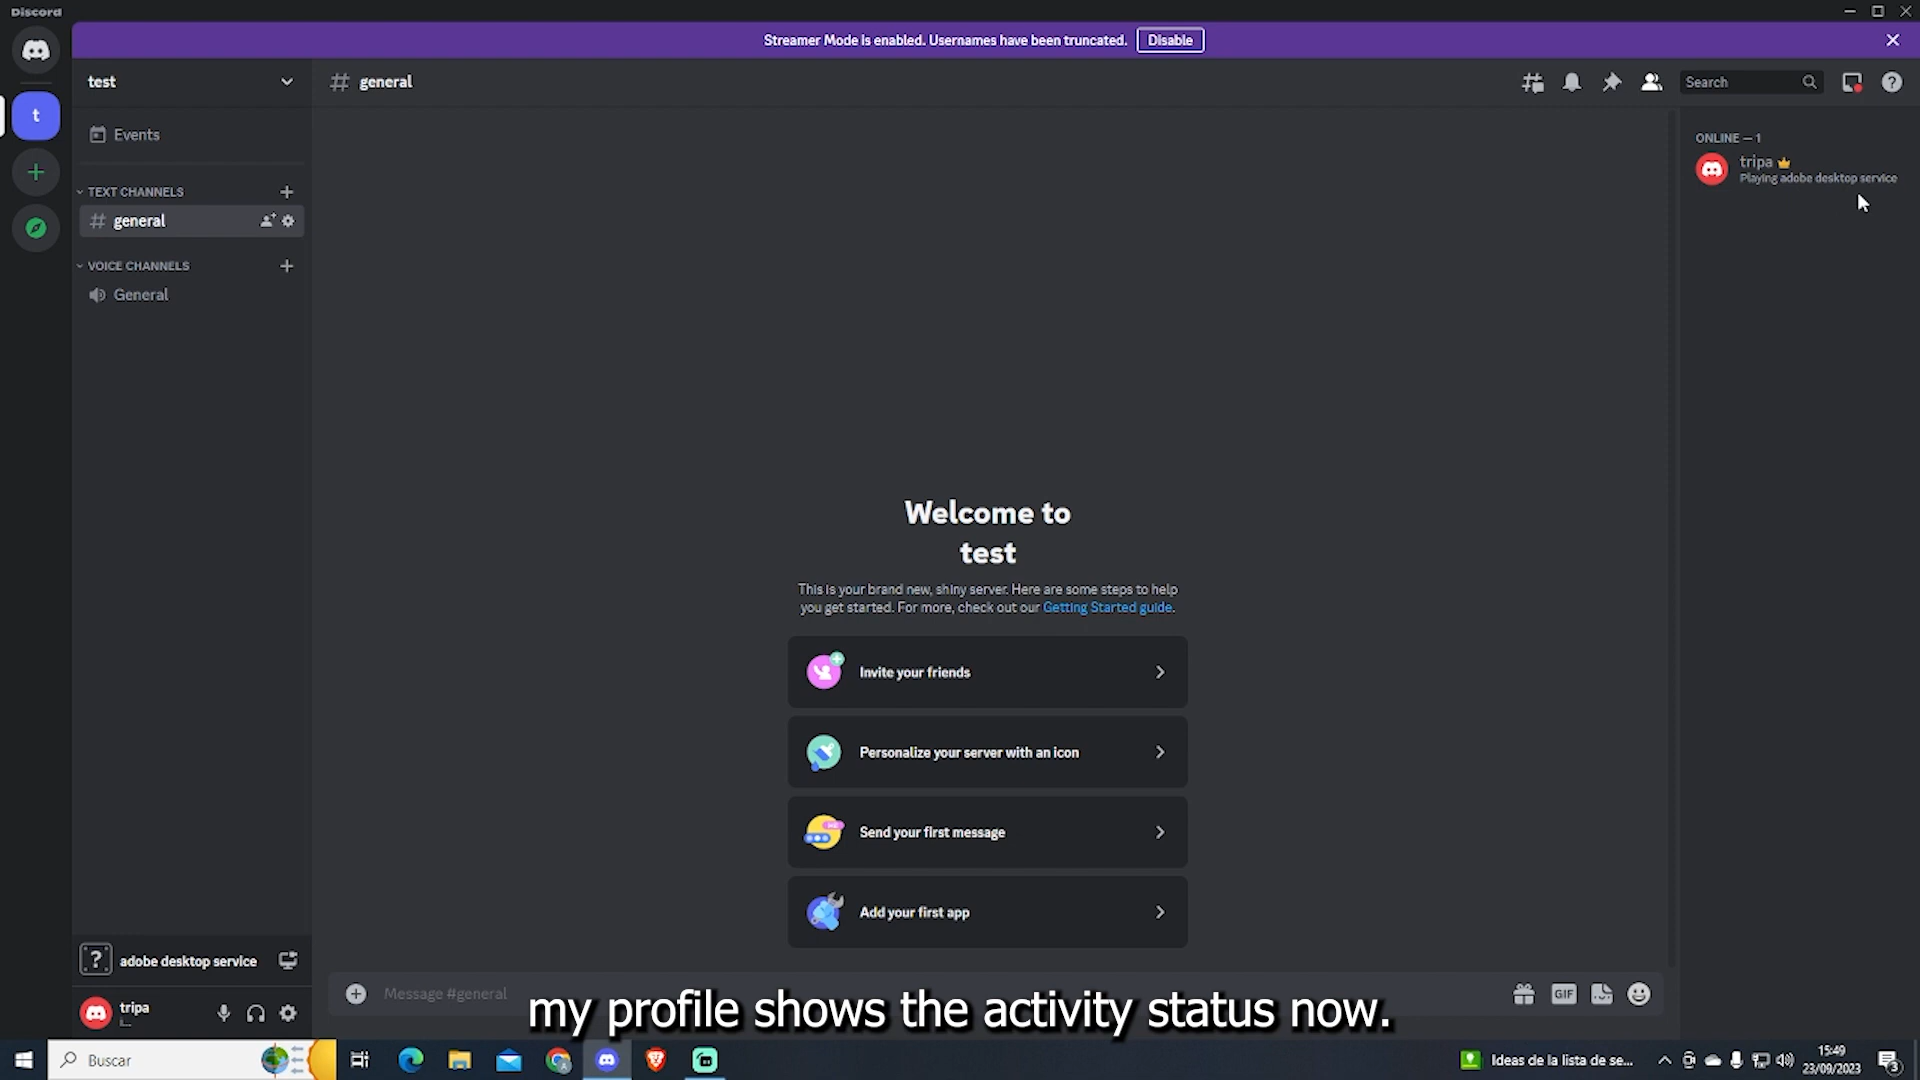 Discord
Streamer Mode is enabled. Usernames have been truncated.
Disable
test
general
Search
t
Events
TEXT CHANNELS
general
VOICE CHANNELS
General
ONLINE — 1
tripa
Playing adobe desktop service
Welcome to
test
This is your brand new, shiny server. Here are some steps to help
you get started. For more, check out our Getting Started guide.
Invite your friends
Personalize your server with an icon
Send your first message
Add your first app
adobe desktop service
tripa
Message #general
GIF
my profile shows the activity status now.
Buscar
Ideas de la lista de se...
15:49
23/09/2023
3